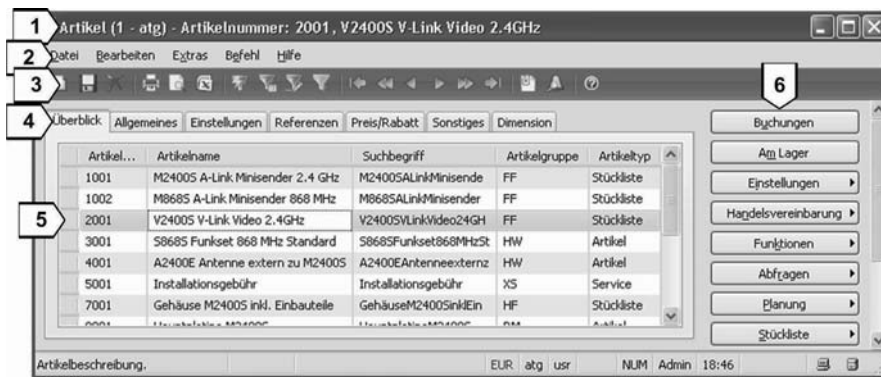 1 Artikel (1 - atg) - Artikelnummer: 2001, V2400S V-Link Video 2.4GHz
2 Datei Bearbeiten Extras Befehl Hilfe
3
6
4 Überblick Allgemeines Einstellungen Referenzen Preis/Rabatt Sonstiges Dimension
Buchungen
Artikel... Artikelname Suchbegriff Artikelgruppe Artikeltyp
Am Lager
1001 M2400S A-Link Minisender 2.4 GHz M2400SALinkMinisende FF Stückliste
Einstellungen
1002 M868S A-Link Minisender 868 MHz M868SALinkMinisender FF Stückliste
5 2001 V2400S V-Link Video 2.4GHz V2400SVLinkVideo24GH FF Stückliste
Handelsvereinbarung
3001 S868S Funkset 868 MHz Standard S868SFunkset868MHzSt HW Artikel
Funktionen
4001 A2400E Antenne extern zu M2400S A2400EAntenneexternz HW Artikel
Abfragen
5001 Installationsgebühr Installationsgebühr XS Service
Planung
7001 Gehäuse M2400S inkl. Einbauteile GehäuseM2400SinklEin HF Stückliste
Stückliste
Artikelbeschreibung. EUR atg usr NUM Admin 18:46